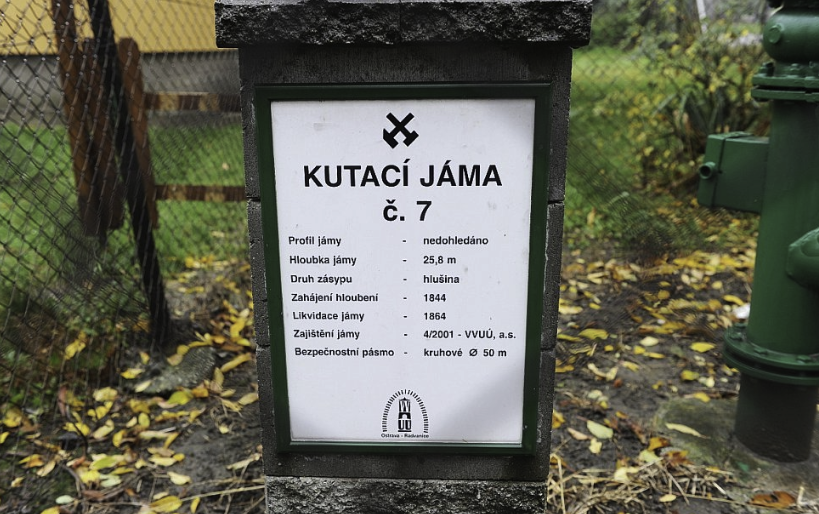 KUTACÍ JÁMA
č. 7
Profil jámy - nedohledáno
Hloubka jámy - 25,8 m
Druh zásypu - hlušina
Zahájení hloubení - 1844
Likvidace jámy - 1864
Zajištění jámy - 4/2001 - VVUÚ, a.s.
Bezpečnostní pásmo - kruhové Ø 50 m
Ostrava - Radvanice